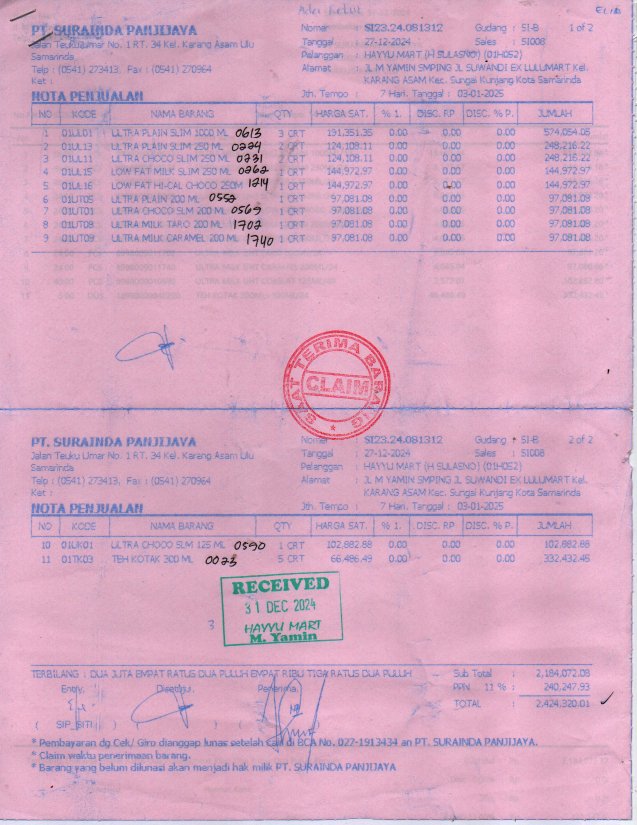 PT. SURAINDA PANJIJAYA
Jalan Teuku Umar No. 1 RT. 34 Kel. Karang Asam Ulu
Samarinda
Telp : (0541) 273413, Fax : (0541) 270964
Ket :
Nomor : SI23.24.081312 Gudang : SI-B 1 of 2
Tanggal : 27-12-2024 Sales : SI008
Pelanggan : HAYYU MART (H SULASNO) (01H052)
Alamat : JL M YAMIN SMPING JL SUWANDI EX LULUMART Kel.
KARANG ASAM Kec. Sungai Kunjang Kota Samarinda
Jth. Tempo : 7 Hari. Tanggal : 03-01-2025
NOTA PENJUALAN
NO KODE NAMA BARANG QTY HARGA SAT. % 1. DISC. RP DISC. % P. JUMLAH
1 01UL01 ULTRA PLAIN SLIM 1000 ML 0613 3 CRT 191,351.35 0.00 0.00 0.00 574,054.05
2 01UL13 ULTRA PLAIN SLIM 250 ML 0224 2 CRT 124,108.11 0.00 0.00 0.00 248,216.22
3 01UL11 ULTRA CHOCO SLIM 250 ML 0231 2 CRT 124,108.11 0.00 0.00 0.00 248,216.22
4 01UL15 LOW FAT MILK SLIM 250 ML 0262 1 CRT 144,972.97 0.00 0.00 0.00 144,972.97
5 01UL16 LOW FAT HI-CAL CHOCO 250M 1214 1 CRT 144,972.97 0.00 0.00 0.00 144,972.97
6 01UT05 ULTRA PLAIN 200 ML 0552 1 CRT 97,081.08 0.00 0.00 0.00 97,081.08
7 01UT01 ULTRA CHOCO SLM 200 ML 0569 1 CRT 97,081.08 0.00 0.00 0.00 97,081.08
8 01UT08 ULTRA MILK TARO 200 ML 1702 1 CRT 97,081.08 0.00 0.00 0.00 97,081.08
9 01UT09 ULTRA MILK CARAMEL 200 ML 1740 1 CRT 97,081.08 0.00 0.00 0.00 97,081.08
SAAT TERIMA BARANG
CLAIM
PT. SURAINDA PANJIJAYA
Jalan Teuku Umar No. 1 RT. 34 Kel. Karang Asam Ulu
Samarinda
Telp : (0541) 273413, Fax : (0541) 270964
Ket :
Nomor : SI23.24.081312 Gudang : SI-B 2 of 2
Tanggal : 27-12-2024 Sales : SI008
Pelanggan : HAYYU MART (H SULASNO) (01H052)
Alamat : JL M YAMIN SMPING JL SUWANDI EX LULUMART Kel.
KARANG ASAM Kec. Sungai Kunjang Kota Samarinda
Jth. Tempo : 7 Hari. Tanggal : 03-01-2025
NOTA PENJUALAN
NO KODE NAMA BARANG QTY HARGA SAT. % 1. DISC. RP DISC. % P. JUMLAH
10 01UK01 ULTRA CHOCO SLM 125 ML 0590 1 CRT 102,882.88 0.00 0.00 0.00 102,882.88
11 01TK03 TEH KOTAK 300 ML 0023 5 CRT 66,486.49 0.00 0.00 0.00 332,432.45
RECEIVED
31 DEC 2024
HAYYU MART
M. Yamin
3
TERBILANG : DUA JUTA EMPAT RATUS DUA PULUH EMPAT RIBU TIGA RATUS DUA PULUH
Sub Total : 2,184,072.08
PPN 11 % : 240,247.93
TOTAL : 2,424,320.01
Entry, Disetujui, Penerima,
( SIP_SITI ) ( ) ( )
* Pembayaran dg Cek/ Giro dianggap lunas setelah Cair di BCA No. 027-1913434 an PT. SURAINDA PANJIJAYA.
* Claim waktu penerimaan barang.
* Barang yang belum dilunasi akan menjadi hak milik PT. SURAINDA PANJIJAYA